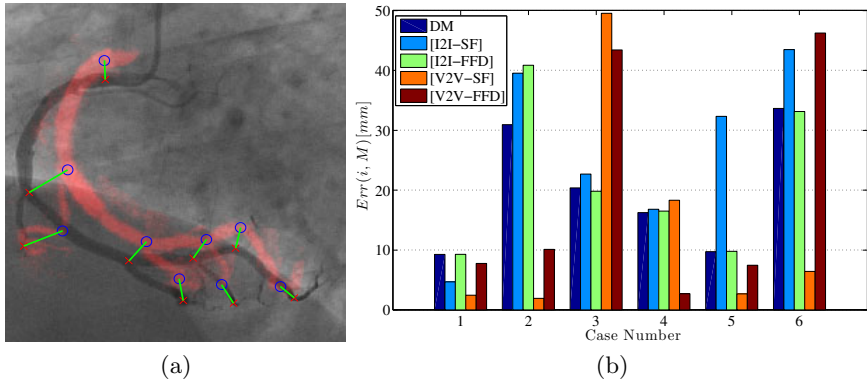 50
40
30
20
10
0
Err(i, M)[mm]
DM
[I2I−SF]
[I2I−FFD]
[V2V−SF]
[V2V−FFD]
1 2 3 4 5 6
Case Number
(a) (b)